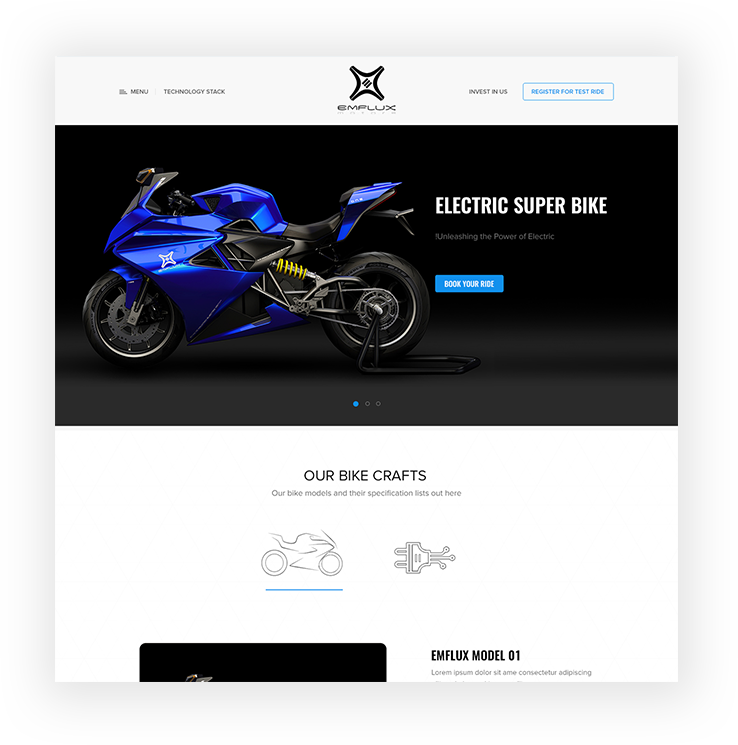 MENU
TECHNOLOGY STACK
EMFLUX
INVEST IN US
REGISTER FOR TEST RIDE
ELECTRIC SUPER BIKE
!Unleashing the Power of Electric
BOOK YOUR RIDE
OUR BIKE CRAFTS
Our bike models and their specification lists out here
EMFLUX MODEL 01
Lorem ipsum dolor sit ame consectetur adipiscing